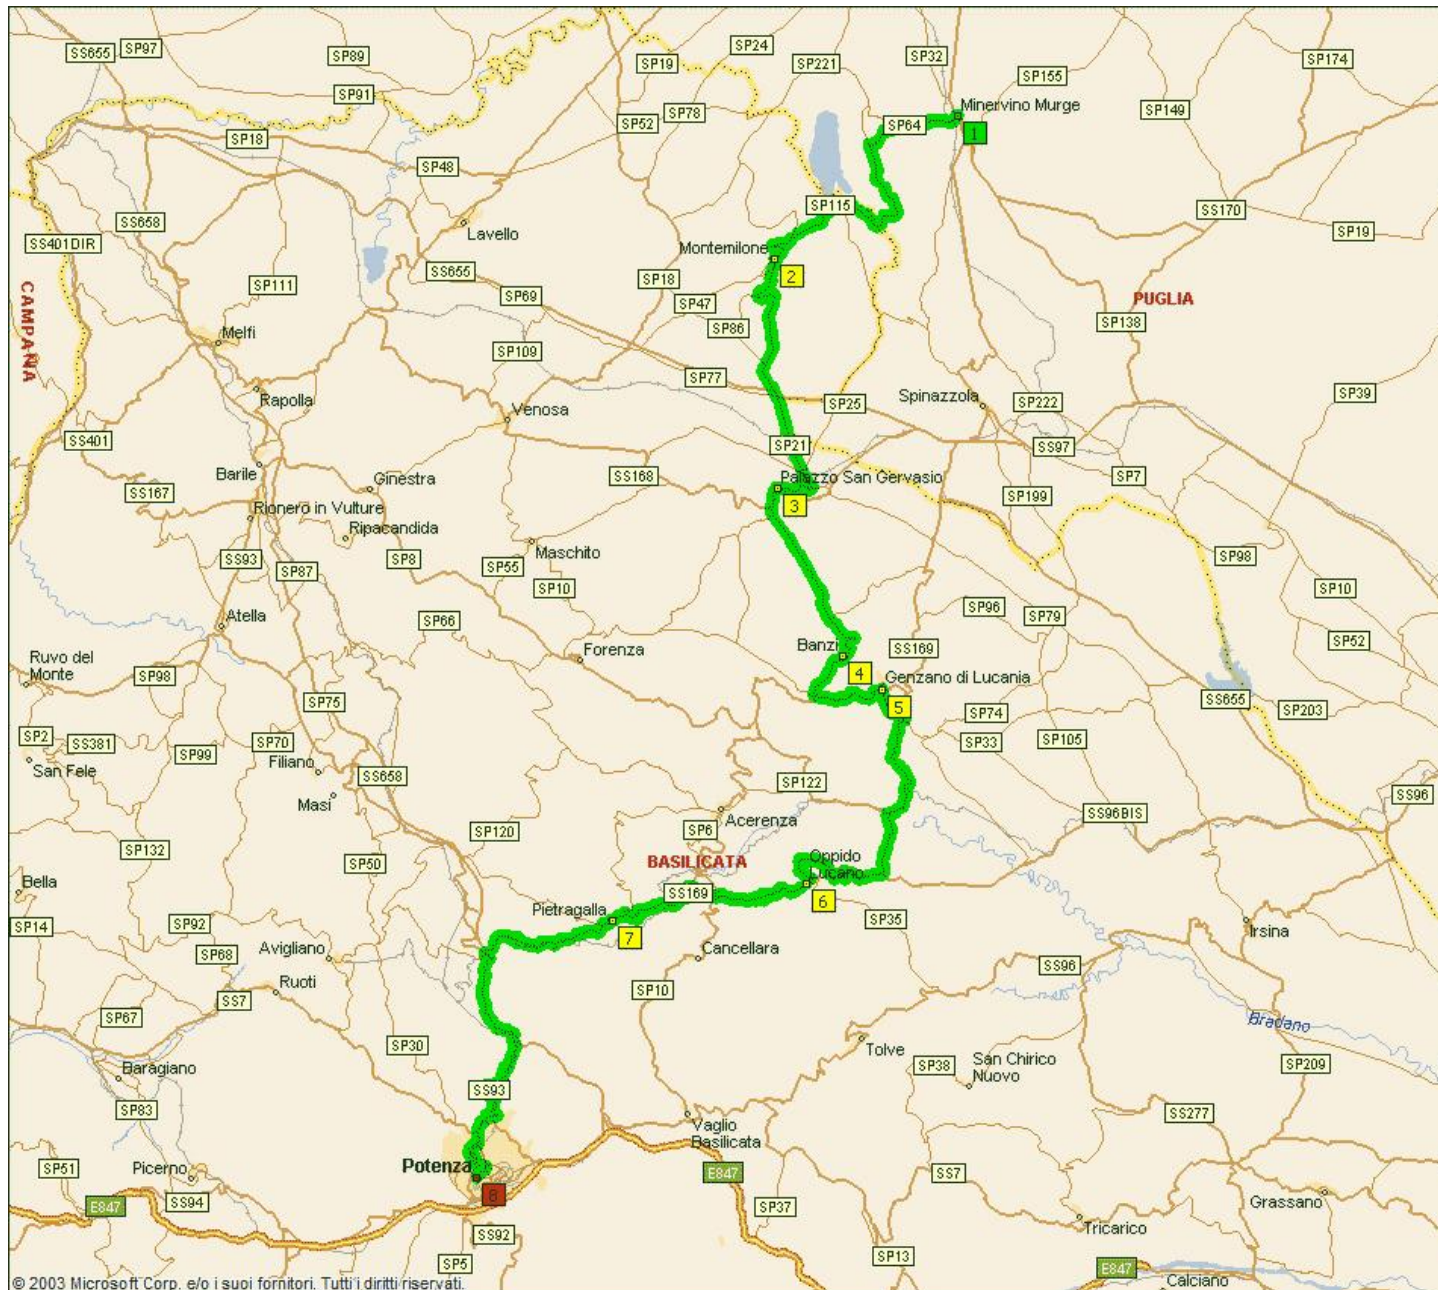 SS655
SP97
SP89
SP19
SP24
SP221
SP32
SP155
SP174
SP91
SP52
SP78
SP64
Minervino Murge
1
SP149
SP18
SP48
SS401DIR
SS658
Lavello
SP115
SS170
SP19
SP111
SS655
SP69
SP18
SP47
Montemilone
2
CAMPANA
PUGLIA
SP138
Melfi
SP109
SP86
Rapolla
SP77
SP25
Spinazzola
SP222
SP39
SS401
Venosa
SP21
SS97
Barile
SS167
Ginestra
SS168
Palazzo San Gervasio
3
SP7
SP199
Rionero in Vulture
Ripacandida
SS93
SP87
SP8
SP55
Maschito
SP10
SP98
SP10
SP96
SP79
SP52
Atella
SP66
Forenza
Banzi
4
SS169
Ruvo del
Monte
SP98
SP75
Genzano di Lucania
5
SS655
SP203
SP2
SS381
SP99
SP70
Filiano
SP74
SP33
SP105
San Fele
SS658
Masi
SP122
SS96
SP120
SP6
Acerenza
SS96BIS
SP132
SP50
BASILICATA
Oppido
Lucano
6
Bella
SS169
SP14
SP92
SP68
Pietragalla
7
SP35
Irsina
Avigliano
Ruoti
SS7
Cancellara
SS96
SP10
SP67
SP30
Bradano
Baragiano
Tolve
SP38
San Chirico
Nuovo
SP209
SP83
SS93
SS277
Vaglio
Basilicata
SP51
Picerno
Potenza
8
E847
SS7
Grassano
E847
SS94
SP37
Tricarico
SS92
SP5
SP13
E847
Calciano
© 2003 Microsoft Corp. e/o i suoi fornitori. Tutti i diritti riservati.